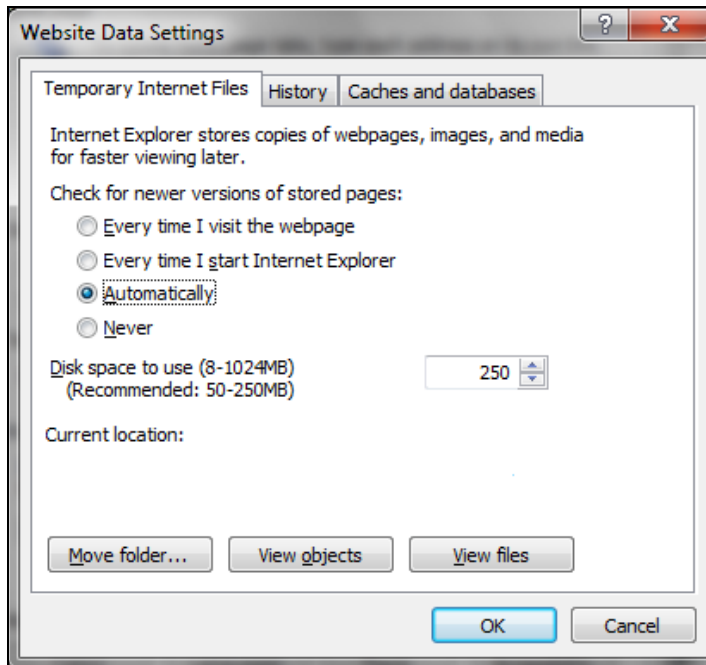 Website Data Settings
?
Temporary Internet Files
History
Caches and databases
Internet Explorer stores copies of webpages, images, and media
for faster viewing later.
Check for newer versions of stored pages:
Every time I visit the webpage
Every time I start Internet Explorer
Automatically
Never
Disk space to use (8-1024MB)
250
(Recommended: 50-250MB)
Current location:
Move folder...
View objects
View files
OK
Cancel